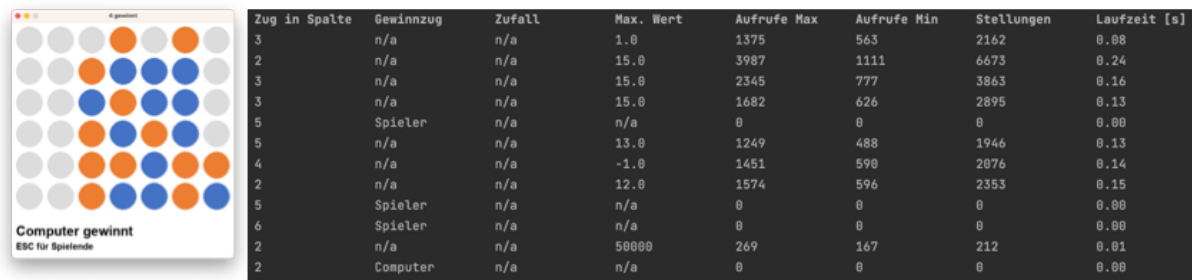 4 gewinnt
Computer gewinnt
ESC für Spielende
Zug in Spalte Gewinnzug Zufall Max. Wert Aufrufe Max Aufrufe Min Stellungen Laufzeit [s]
3 n/a n/a 1.0 1375 563 2162 0.08
2 n/a n/a 15.0 3987 1111 6673 0.24
3 n/a n/a 15.0 2345 777 3863 0.16
3 n/a n/a 15.0 1682 626 2895 0.13
5 Spieler n/a n/a 0 0 0 0.00
5 n/a n/a 13.0 1249 488 1946 0.13
4 n/a n/a -1.0 1451 590 2076 0.14
2 n/a n/a 12.0 1574 596 2353 0.15
5 Spieler n/a n/a 0 0 0 0.00
6 Spieler n/a n/a 0 0 0 0.00
2 n/a n/a 50000 269 167 212 0.01
2 Computer n/a n/a 0 0 0 0.00